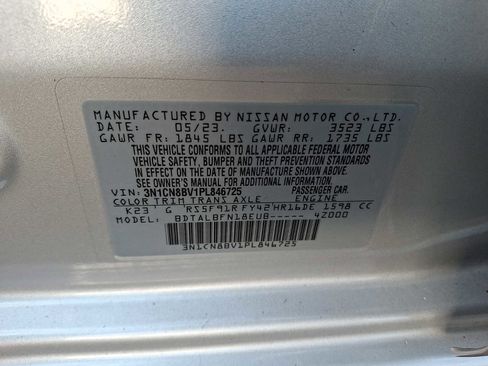 MANUFACTURED BY NISSAN MOTOR CO.,LTD.
DATE: 05/23. GVWR: 3523 LBS
GAWR FR: 1845 LBS GAWR RR: 1735 LBS
THIS VEHICLE CONFORMS TO ALL APPLICABLE FEDERAL MOTOR
VEHICLE SAFETY, BUMPER AND THEFT PREVENTION STANDARDS
IN EFFECT ON THE DATE OF MANUFACTURE SHOWN ABOVE.
SEE OWNER'S MANUAL FOR ADDITIONAL INFORMATION
VIN: 3N1CN8BV1PL846725 PASSENGER CAR.
COLOR TRIM TRANS AXLE ENGINE
K23 G RE5F91R FY42 HR16DE 1598 CC
MODEL: BDTALBFN18EUB----- 42000
3N1CN8BV1PL846725